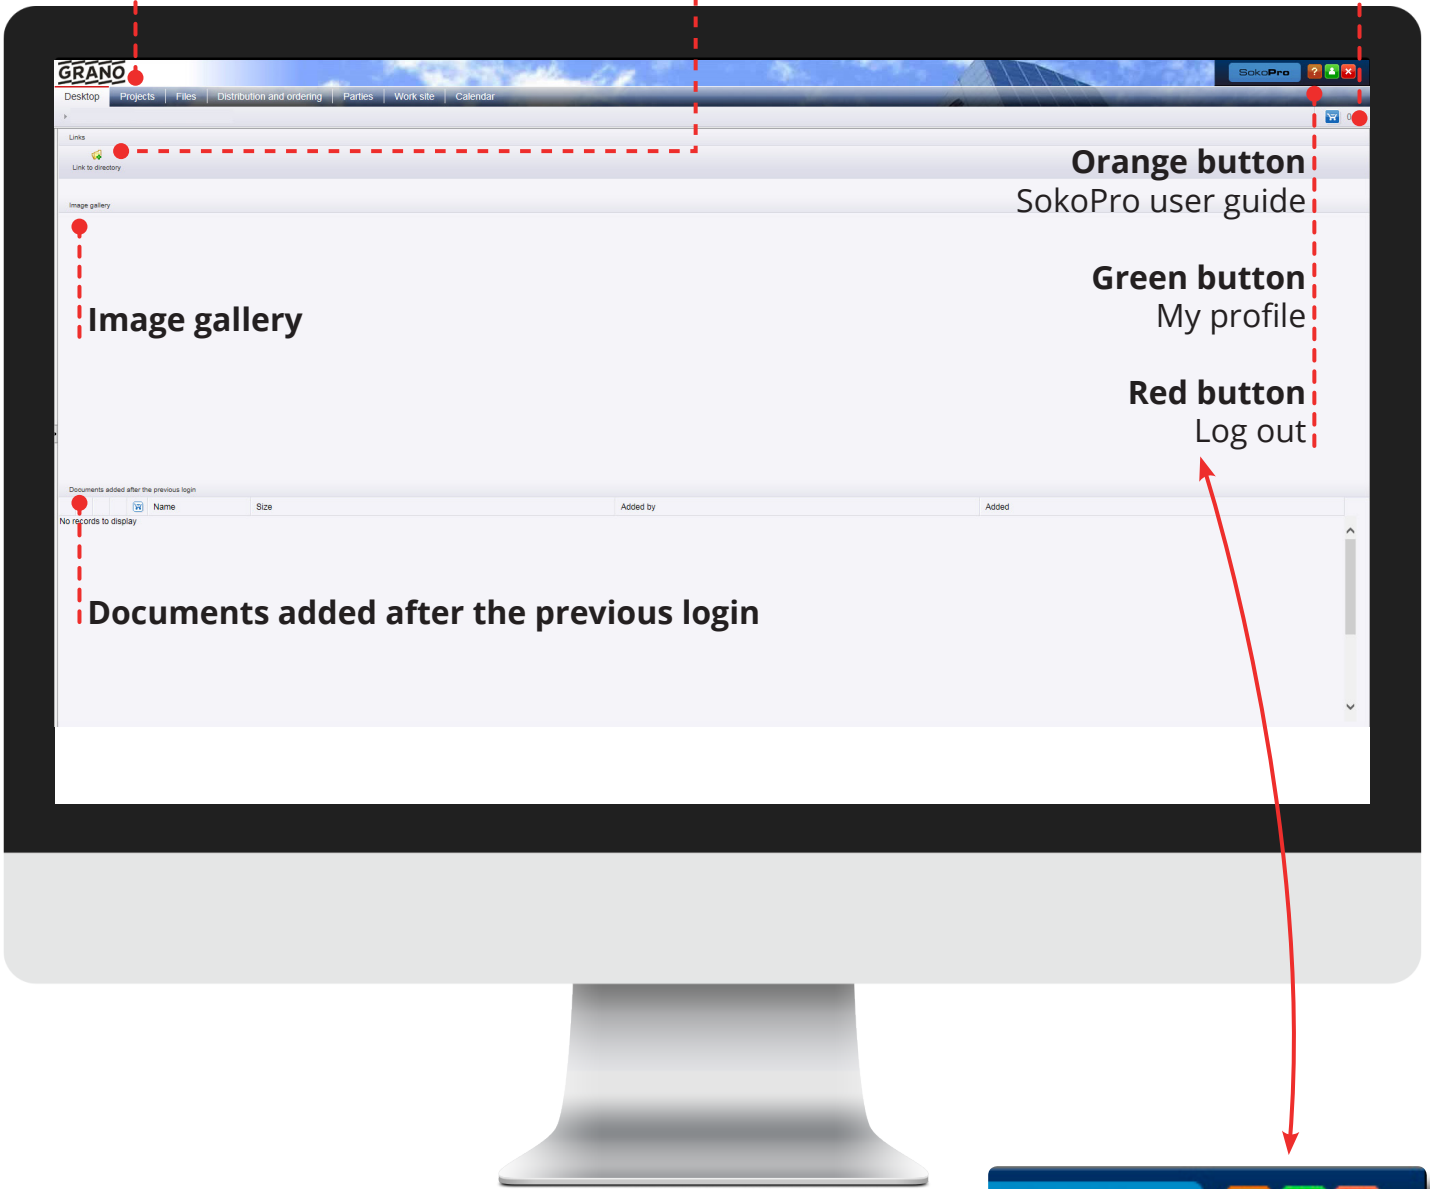 GRANO
SokoPro ?
Desktop Projects Files Distribution and ordering Parties Work site Calendar
Links
Link to directory
Orange button
SokoPro user guide
Image gallery
Green button
My profile
Image gallery
Red button
Log out
Documents added after the previous login
Name Size Added by Added
No records to display
Documents added after the previous login